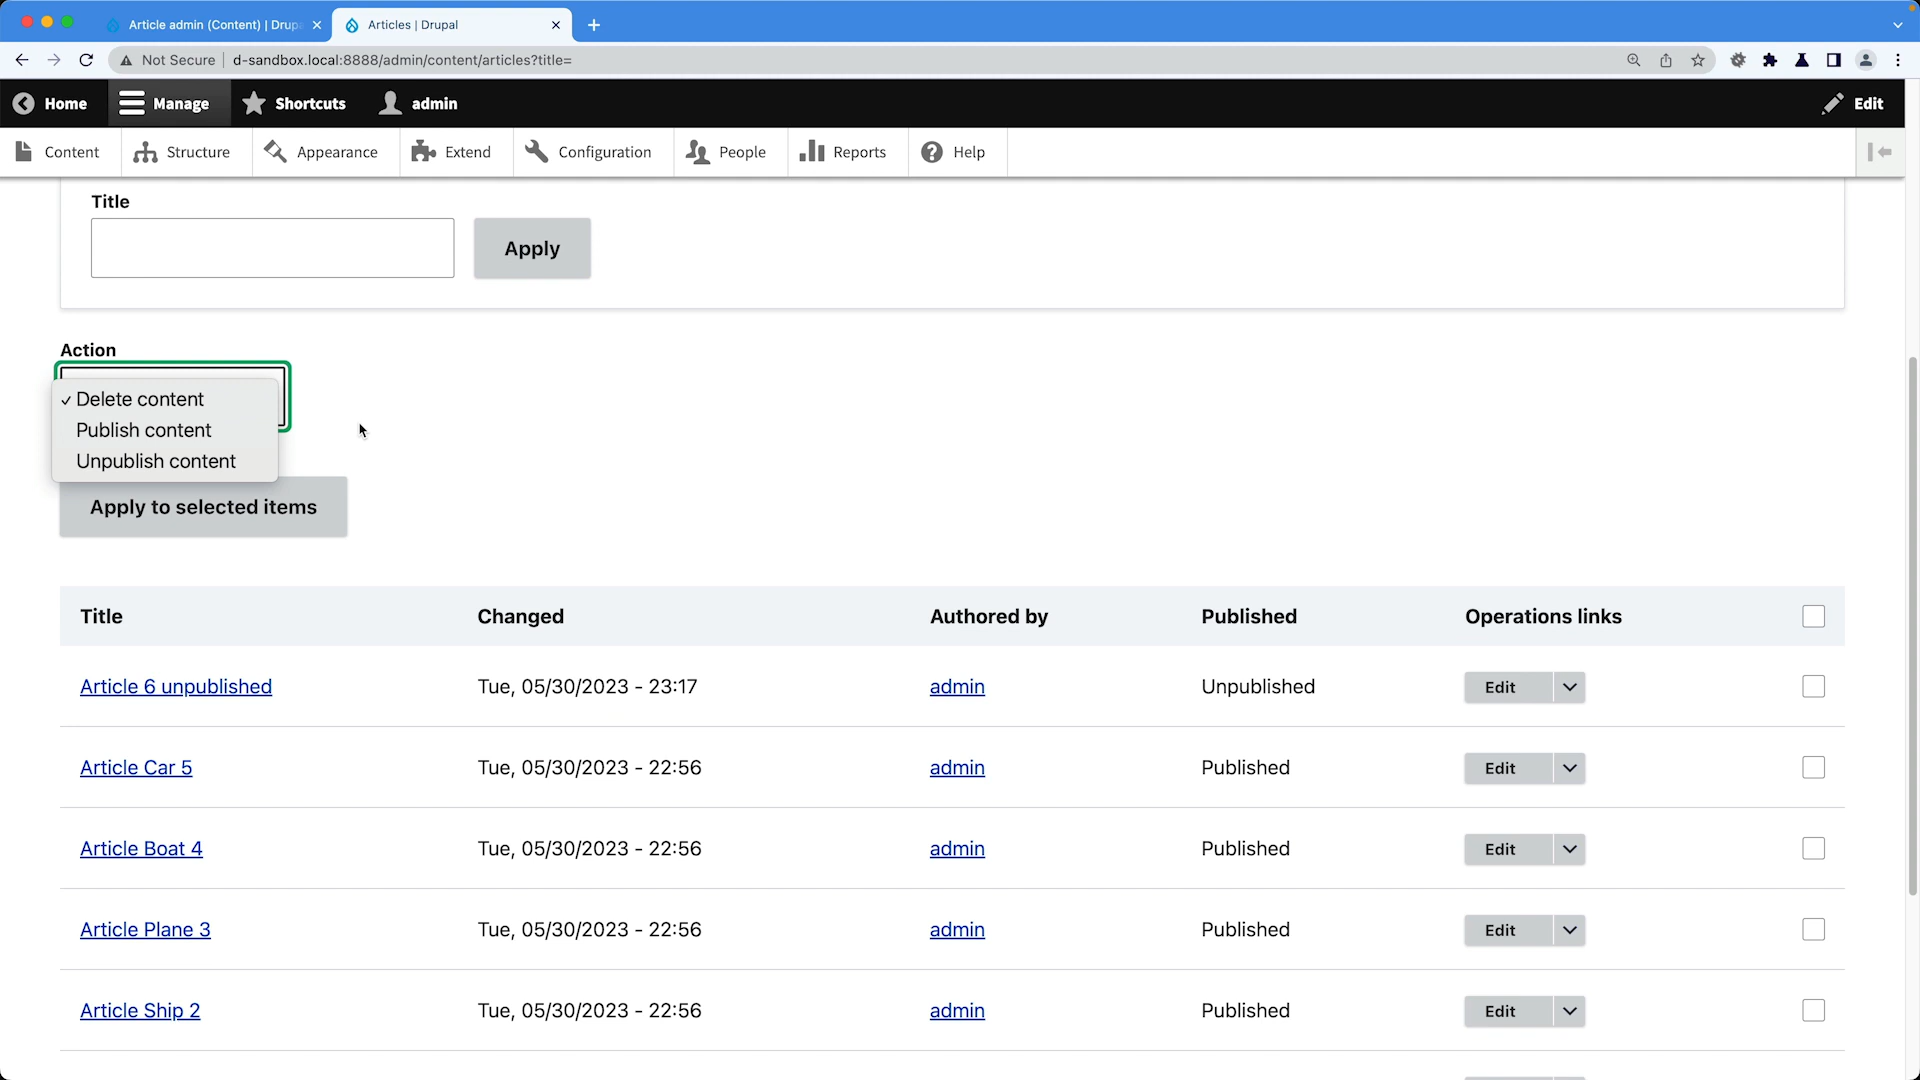 Article admin (Content) | Drup
Articles | Drupal
Not Secure
d-sandbox.local:8888/admin/content/articles?title=
Home
Manage
Shortcuts
admin
Edit
Content
Structure
Appearance
Extend
Configuration
People
Reports
Help
Title
Apply
Action
Delete content
Publish content
Unpublish content
Apply to selected items
Title Changed Authored by Published Operations links
Article 6 unpublished Tue, 05/30/2023 - 23:17 admin Unpublished Edit
Article Car 5 Tue, 05/30/2023 - 22:56 admin Published Edit
Article Boat 4 Tue, 05/30/2023 - 22:56 admin Published Edit
Article Plane 3 Tue, 05/30/2023 - 22:56 admin Published Edit
Article Ship 2 Tue, 05/30/2023 - 22:56 admin Published Edit